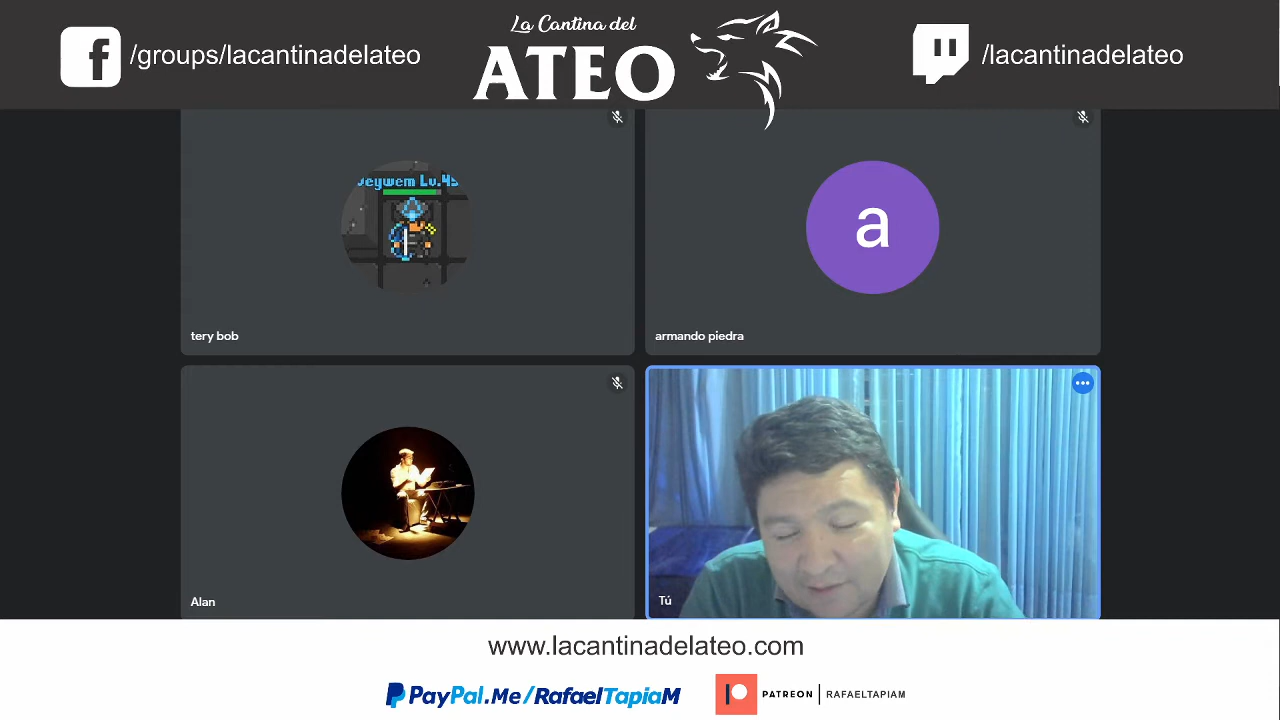 /groups/lacantinadelateo
La Cantina del
ATEO
/lacantinadelateo
eywem Lv.45
tery bob
a
armando piedra
Alan
Tú
www.lacantinadelateo.com
PayPal.Me/RafaelTapiaM
PATREON | RAFAELTAPIAM